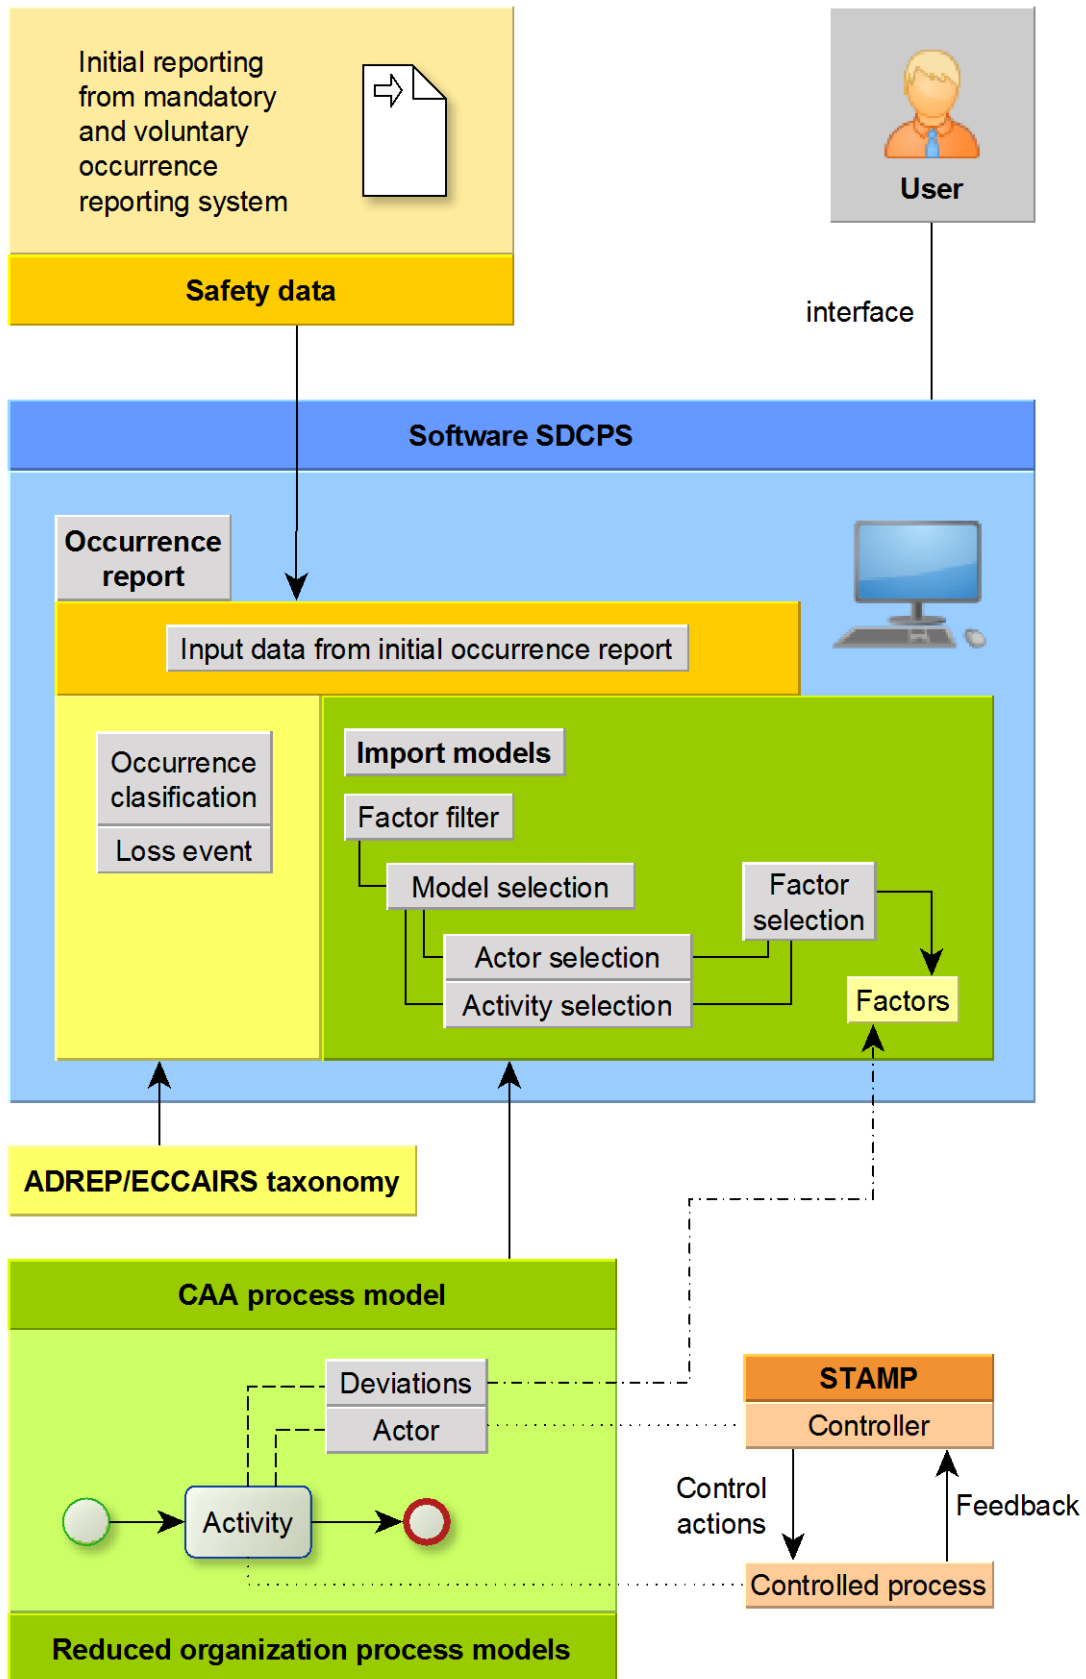 Initial reporting
from mandatory
and voluntary
occurrence
reporting system
Safety data
User
interface
Software SDCPS
Occurrence
report
Input data from initial occurrence report
Occurrence
clasification
Loss event
Import models
Factor filter
Model selection
Actor selection
Activity selection
Factor
selection
Factors
ADREP/ECCAIRS taxonomy
CAA process model
Deviations
Actor
Activity
Reduced organization process models
STAMP
Controller
Control
actions
Feedback
Controlled process